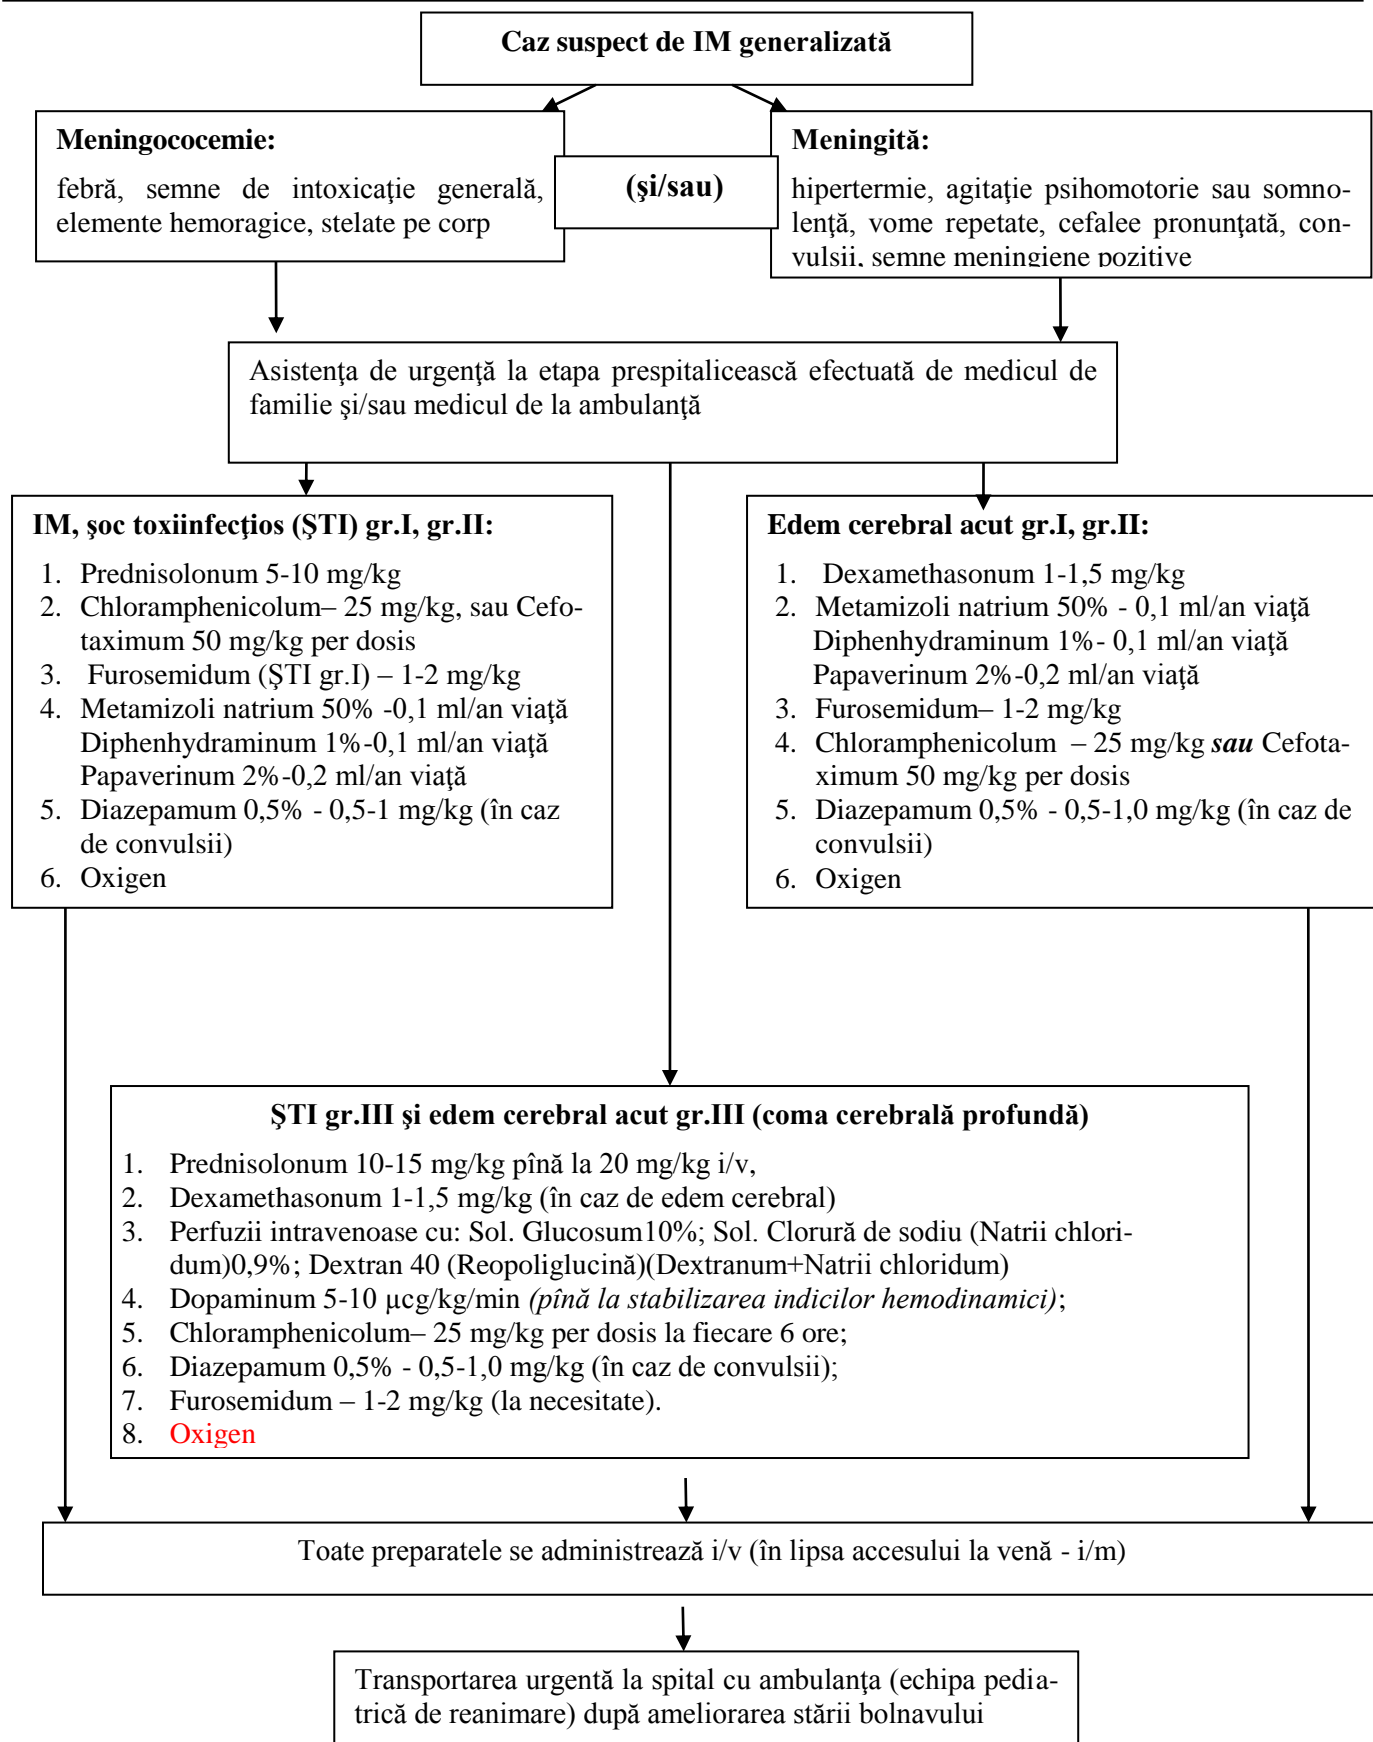 Caz suspect de IM generalizată
Meningococemie:
febră, semne de intoxicaţie generală,
elemente hemoragice, stelate pe corp
(şi/sau)
Meningită:
hipertermie, agitaţie psihomotorie sau somno-
lenţă, vome repetate, cefalee pronunţată, con-
vulsii, semne meningiene pozitive
Asistenţa de urgenţă la etapa prespitalicească efectuată de medicul de
familie şi/sau medicul de la ambulanţă
IM, şoc toxiinfecţios (ŞTI) gr.I, gr.II:
1. Prednisolonum 5-10 mg/kg
2. Chloramphenicolum– 25 mg/kg, sau Cefo-
taximum 50 mg/kg per dosis
3. Furosemidum (ŞTI gr.I) – 1-2 mg/kg
4. Metamizoli natrium 50% -0,1 ml/an viaţă
Diphenhydraminum 1%-0,1 ml/an viaţă
Papaverinum 2%-0,2 ml/an viaţă
5. Diazepamum 0,5% - 0,5-1 mg/kg (în caz
de convulsii)
6. Oxigen
Edem cerebral acut gr.I, gr.II:
1. Dexamethasonum 1-1,5 mg/kg
2. Metamizoli natrium 50% - 0,1 ml/an viaţă
Diphenhydraminum 1%- 0,1 ml/an viaţă
Papaverinum 2%-0,2 ml/an viaţă
3. Furosemidum– 1-2 mg/kg
4. Chloramphenicolum – 25 mg/kg sau Cefota-
ximum 50 mg/kg per dosis
5. Diazepamum 0,5% - 0,5-1,0 mg/kg (în caz de
convulsii)
6. Oxigen
ŞTI gr.III şi edem cerebral acut gr.III (coma cerebrală profundă)
1. Prednisolonum 10-15 mg/kg pînă la 20 mg/kg i/v,
2. Dexamethasonum 1-1,5 mg/kg (în caz de edem cerebral)
3. Perfuzii intravenoase cu: Sol. Glucosum10%; Sol. Clorură de sodiu (Natrii chlori-
dum)0,9%; Dextran 40 (Reopoliglucină)(Dextranum+Natrii chloridum)
4. Dopaminum 5-10 µcg/kg/min (pînă la stabilizarea indicilor hemodinamici);
5. Chloramphenicolum– 25 mg/kg per dosis la fiecare 6 ore;
6. Diazepamum 0,5% - 0,5-1,0 mg/kg (în caz de convulsii);
7. Furosemidum – 1-2 mg/kg (la necesitate).
8. Oxigen
Toate preparatele se administrează i/v (în lipsa accesului la venă - i/m)
Transportarea urgentă la spital cu ambulanţa (echipa pedia-
trică de reanimare) după ameliorarea stării bolnavului